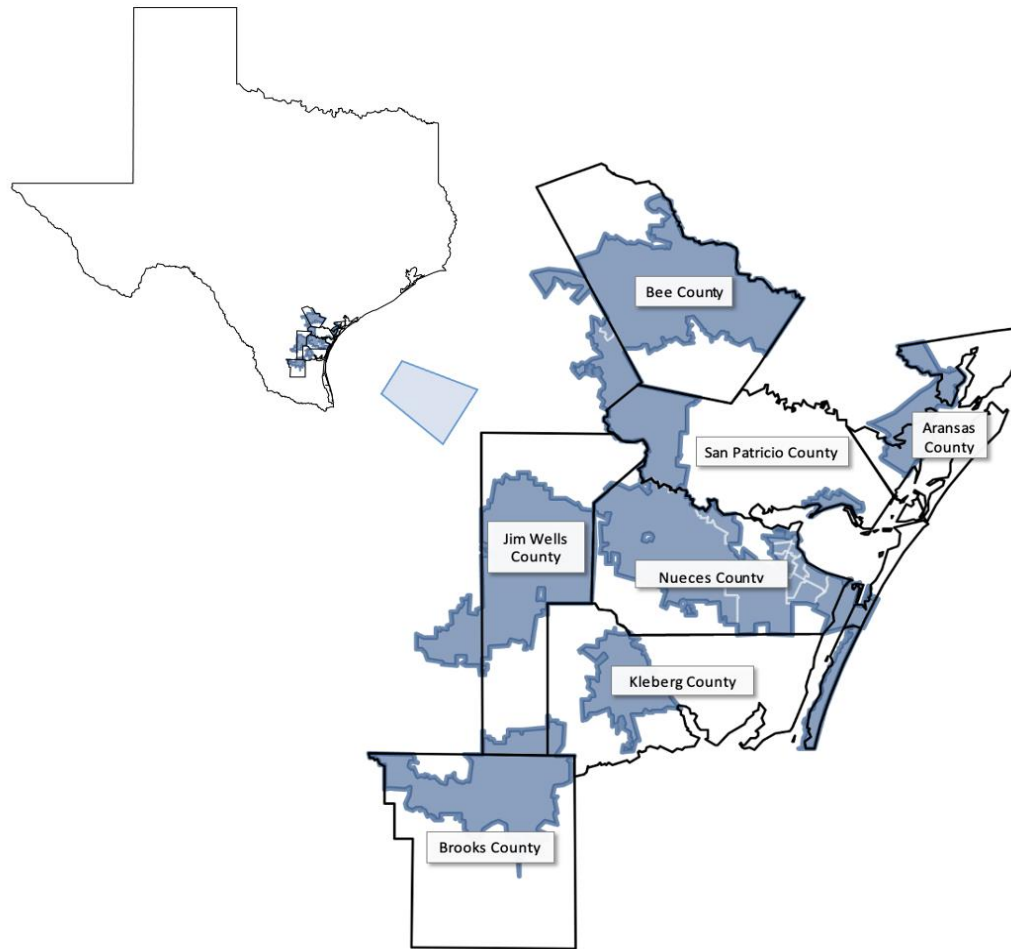 Bee County
Aransas
County
San Patricio County
Jim Wells
County
Nueces County
Kleberg County
Brooks County